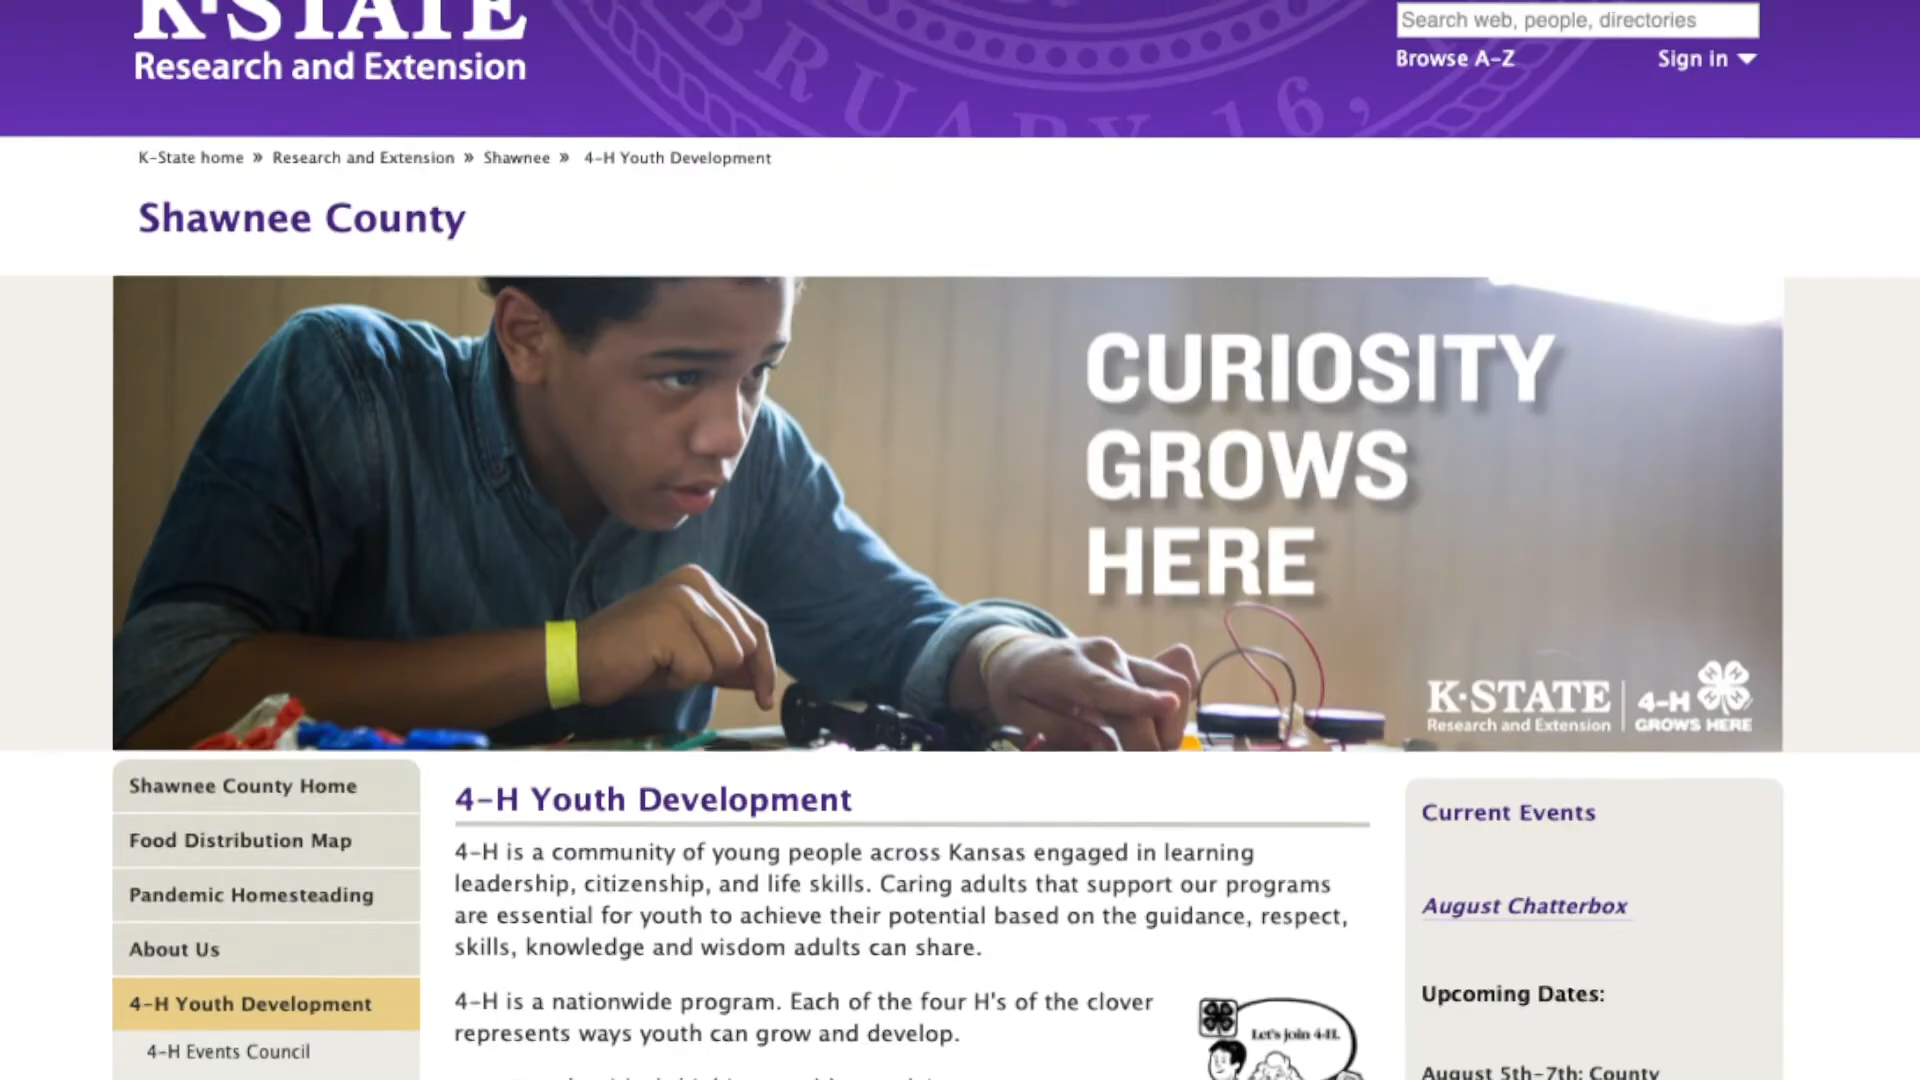 K-STATE
Research and Extension
BRUARY 16,
Search web, people, directories
Browse A-Z
Sign in
K-State home » Research and Extension » Shawnee » 4-H Youth Development
Shawnee County
CURIOSITY
GROWS
HERE
K-STATE
Research and Extension
4-H
GROWS HERE
Shawnee County Home
Food Distribution Map
Pandemic Homesteading
About Us
4-H Youth Development
4-H Events Council
4-H Youth Development
4-H is a community of young people across Kansas engaged in learning
leadership, citizenship, and life skills. Caring adults that support our programs
are essential for youth to achieve their potential based on the guidance, respect,
skills, knowledge and wisdom adults can share.
4-H is a nationwide program. Each of the four H's of the clover
represents ways youth can grow and develop.
Let's join 4-H.
Current Events
August Chatterbox
Upcoming Dates:
August 5th-7th: County